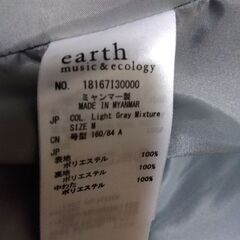 earth
music&ecology
NO. 18167I30000
ミャンマー製
MADE IN MYANMAR
JP COL. Light Gray Mixture
SIZE M
CN 号型 160/84 A
JP
表地
ポリエステル 100%
裏地
ポリエステル 100%
中わた
ポリエステル 100%